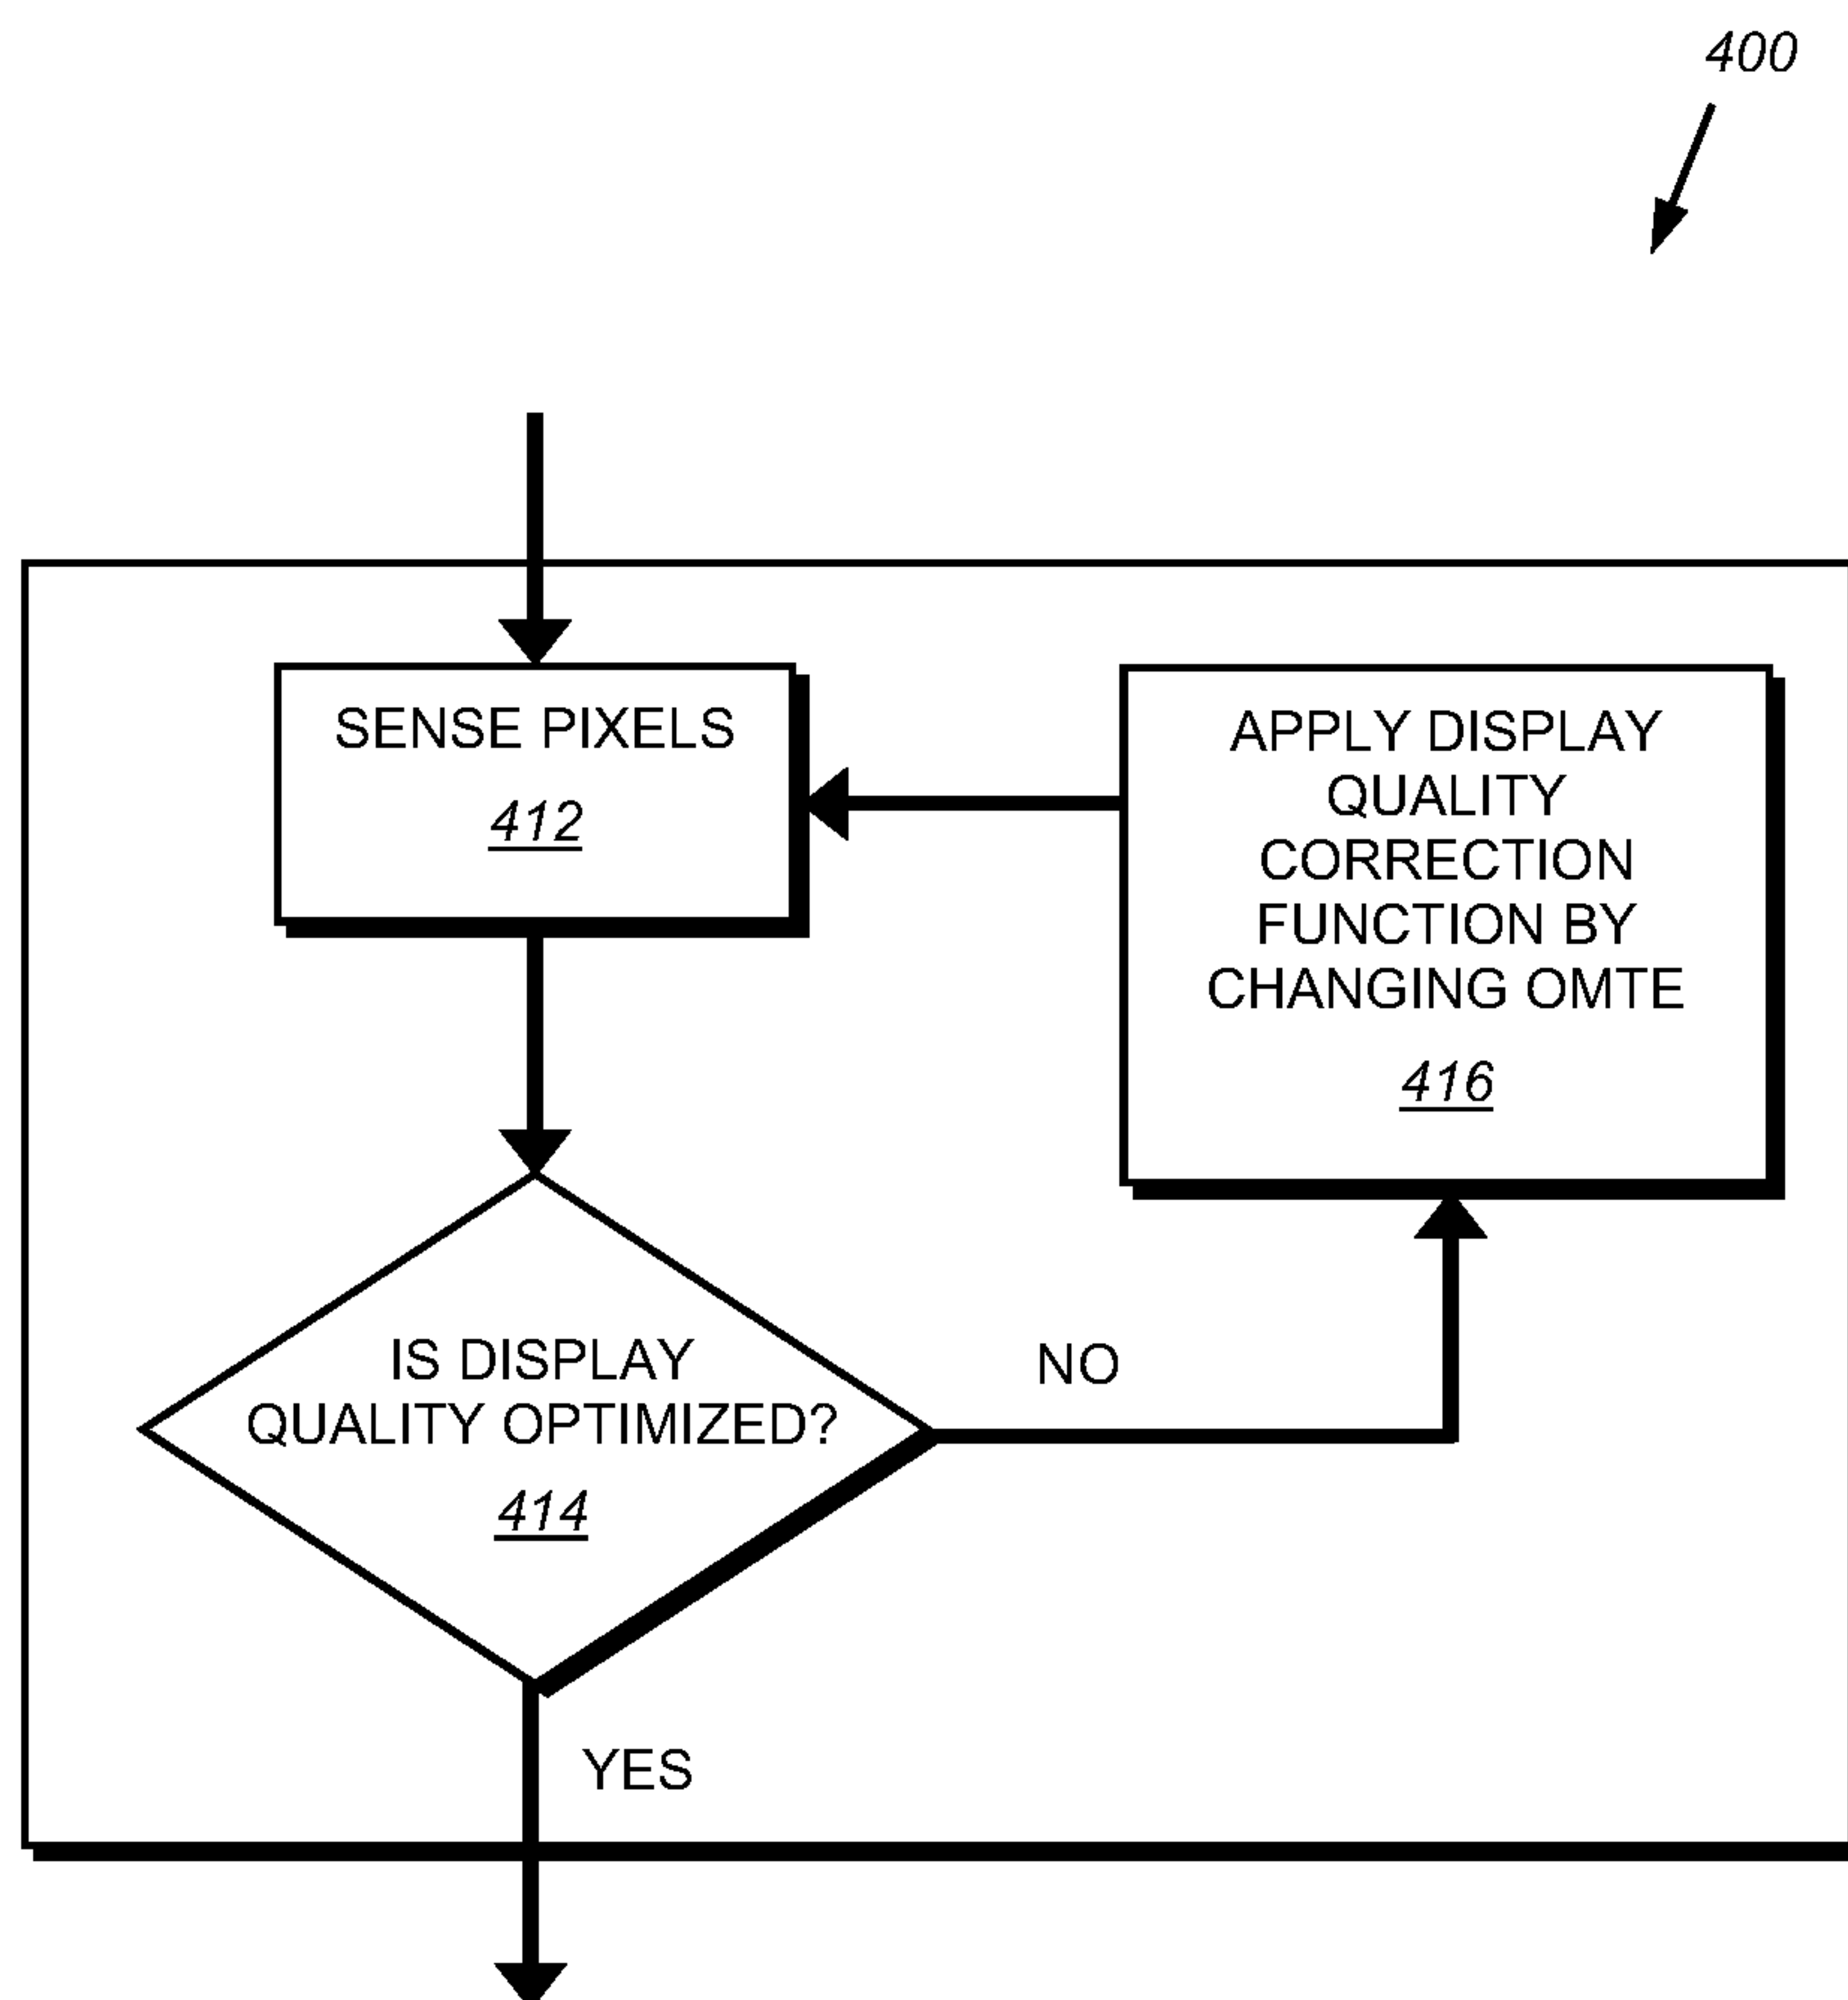 400
SENSE PIXELS
412
APPLY DISPLAY
QUALITY
CORRECTION
FUNCTION BY
CHANGING OMTE
416
IS DISPLAY
QUALITY OPTIMIZED?
414
NO
YES